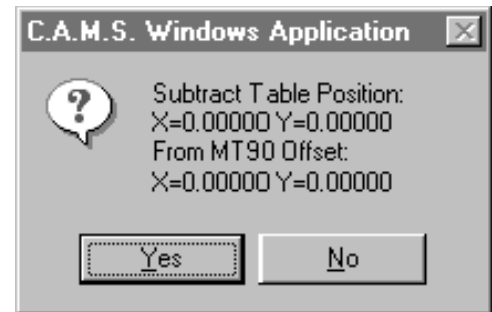 C.A.M.S. Windows Application
Subtract Table Position:
X=0.00000 Y=0.00000
From MT90 Offset:
X=0.00000 Y=0.00000
Yes No